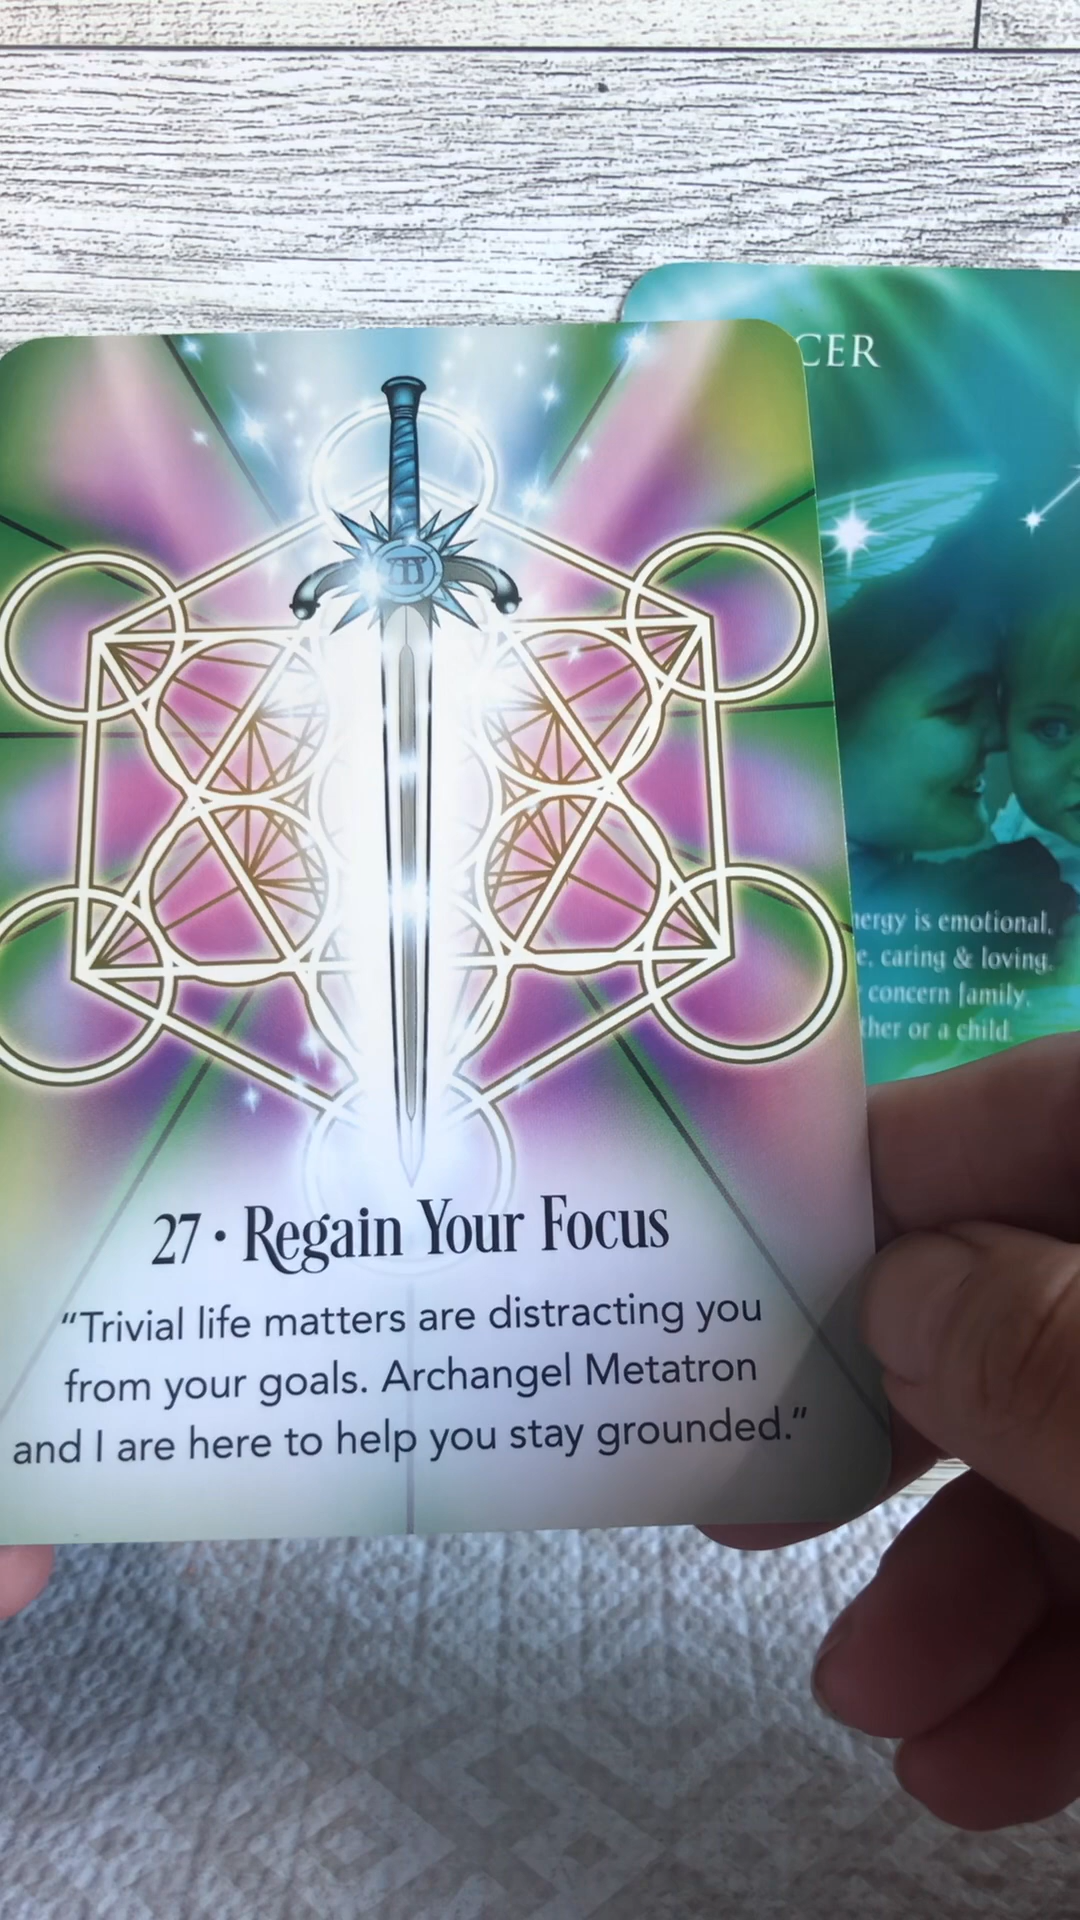 27 • Regain Your Focus
“Trivial life matters are distracting you
from your goals. Archangel Metatron
and I are here to help you stay grounded.”
CER
nergy is emotional,
e, caring & loving.
concern family,
ther or a child.